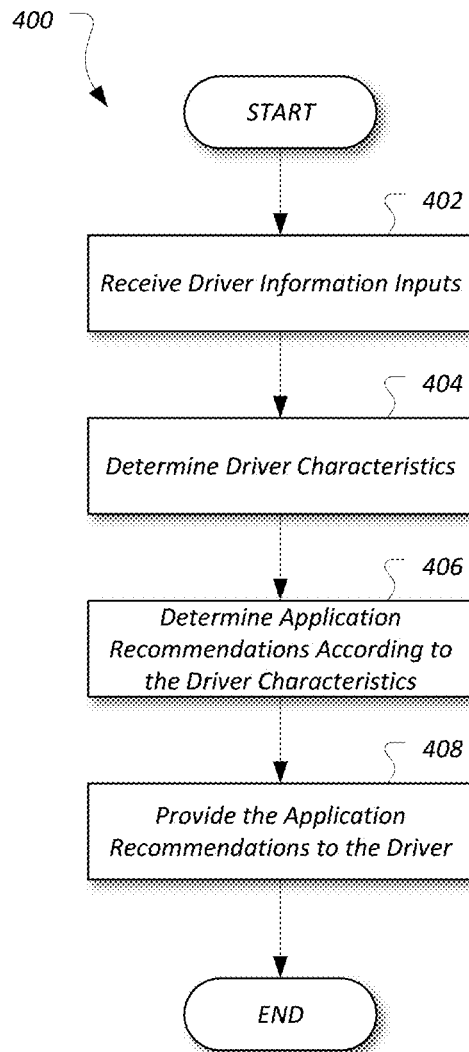 400
START
402
Receive Driver Information Inputs
404
Determine Driver Characteristics
406
Determine Application
Recommendations According to
the Driver Characteristics
408
Provide the Application
Recommendations to the Driver
END